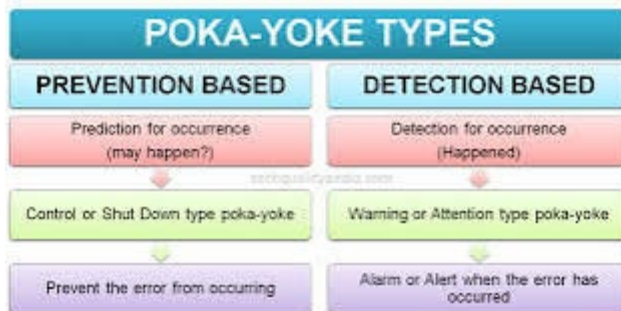 POKA-YOKE TYPES
PREVENTION BASED
DETECTION BASED
Prediction for occurrence
(may happen?)
Detection for occurrence
(Happened)
Control or Shut Down type poka-yoke
Warning or Attention type poka-yoke
Prevent the error from occurring
Alarm or Alert when the error has
occurred